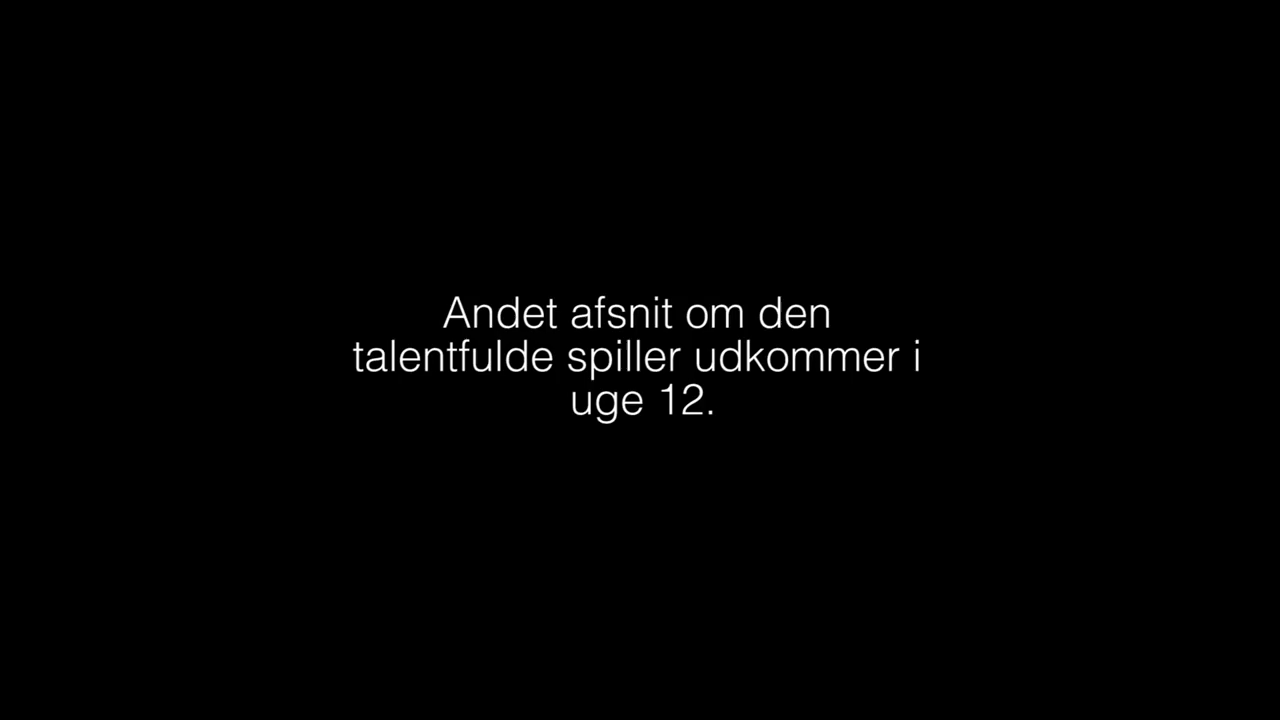 Andet afsnit om den
talentfulde spiller udkommer i
uge 12.